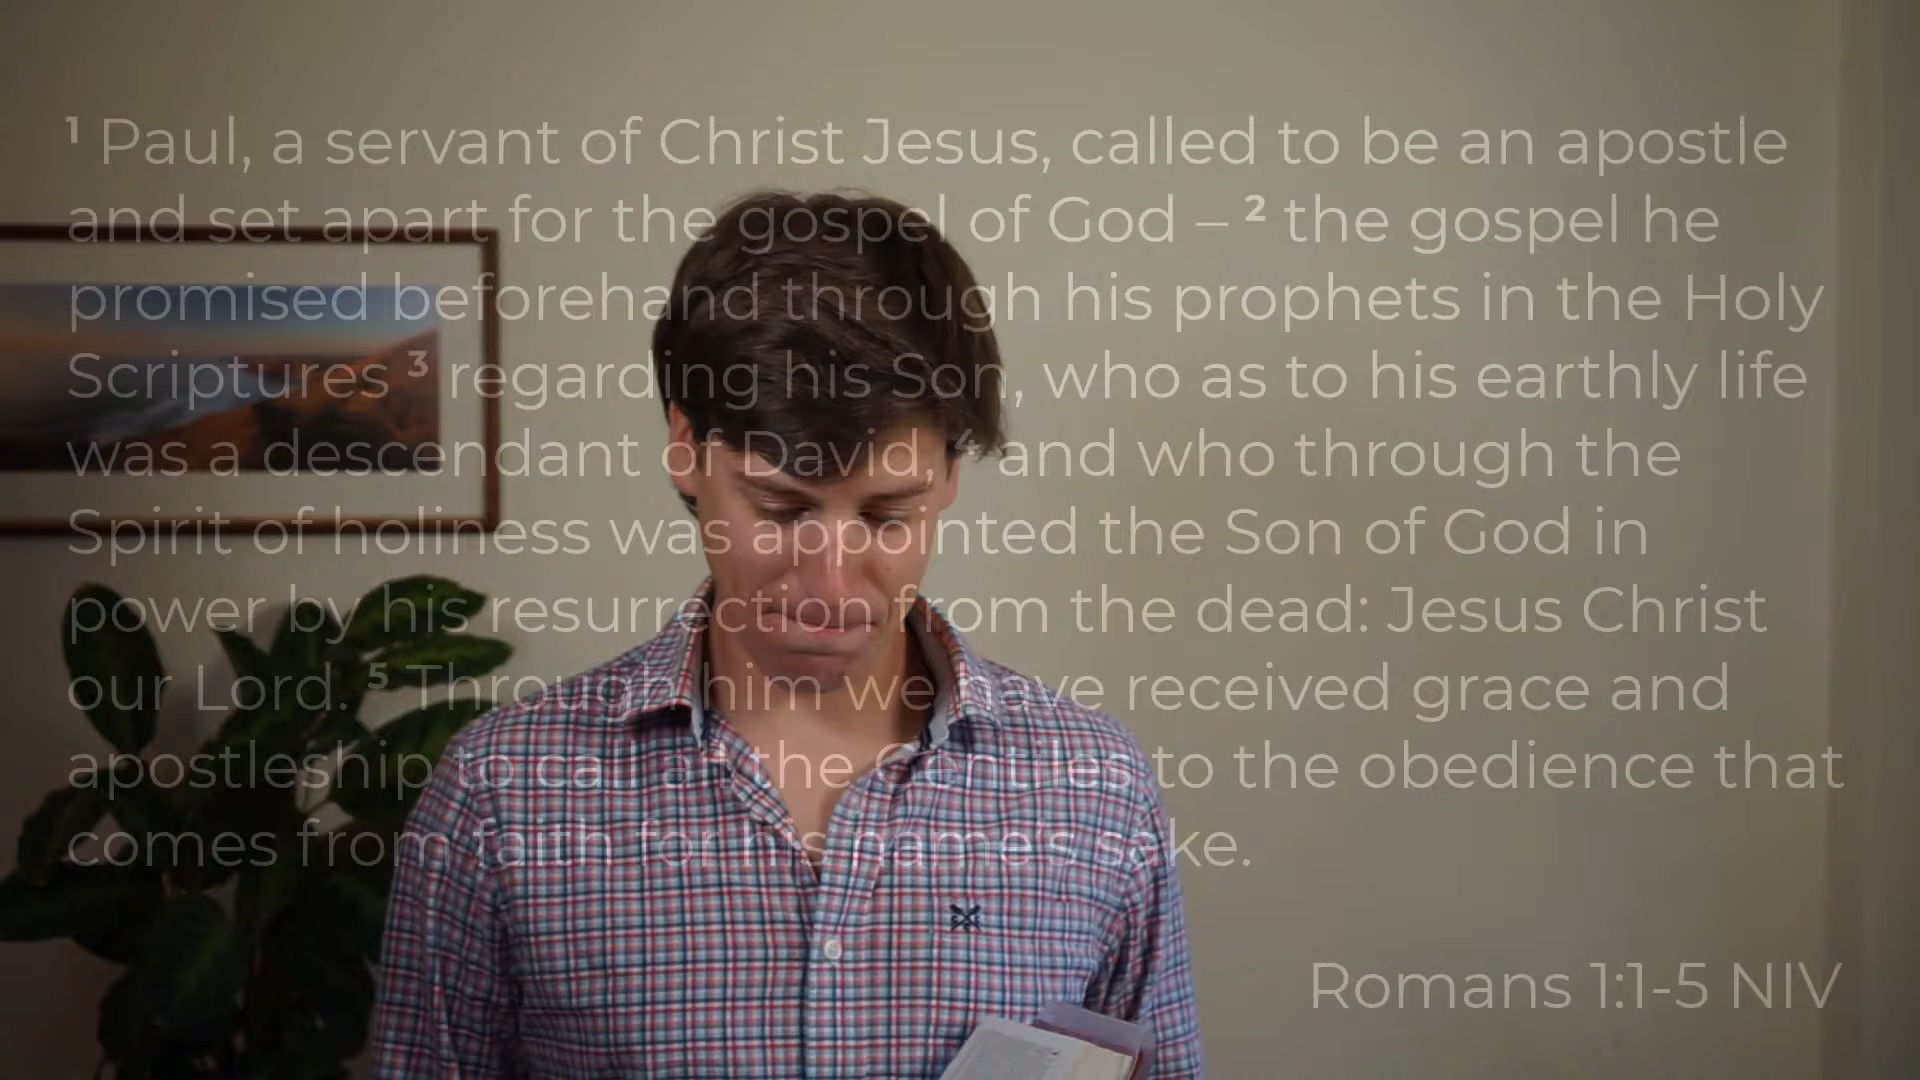 ¹ Paul, a servant of Christ Jesus, called to be an apostle
and set apart for the gospel of God – ² the gospel he
promised beforehand through his prophets in the Holy
Scriptures ³ regarding his Son, who as to his earthly life
was a descendant of David, ⁴ and who through the
Spirit of holiness was appointed the Son of God in
power by his resurrection from the dead: Jesus Christ
our Lord. ⁵ Through him we have received grace and
apostleship to call all the Gentiles to the obedience that
comes from faith for his name's sake.
Romans 1:1-5 NIV